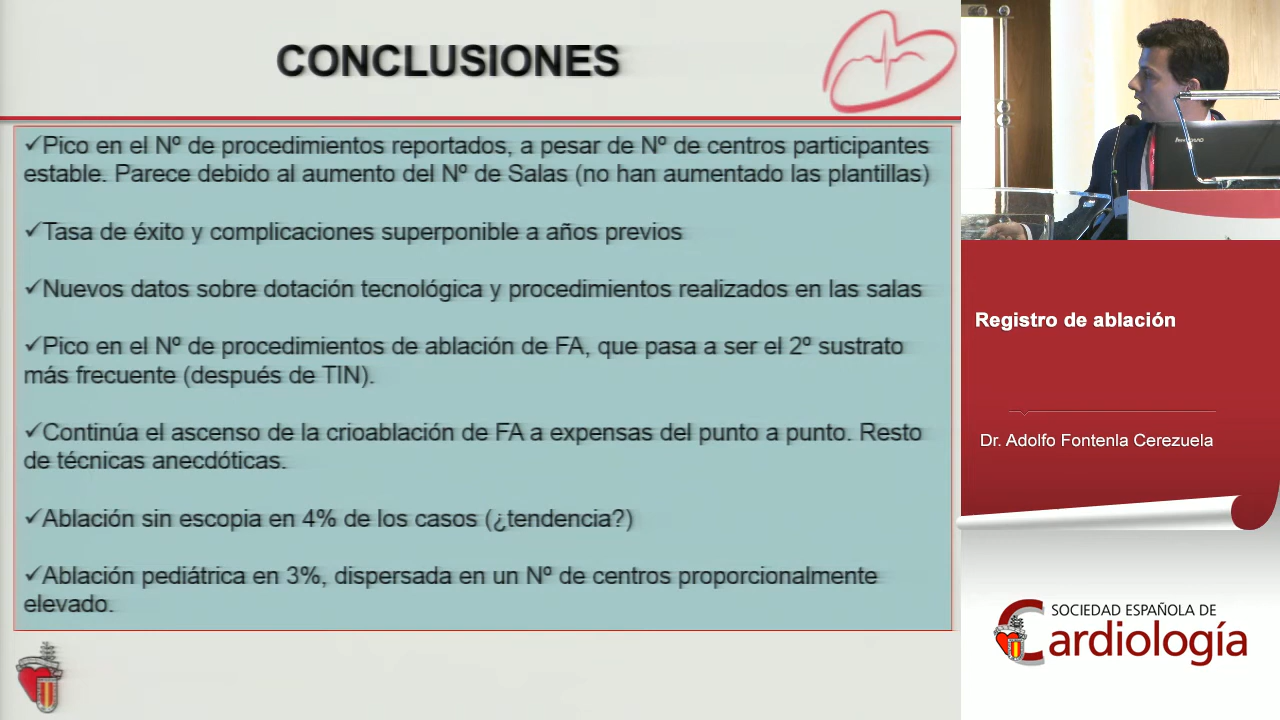 CONCLUSIONES
✓Pico en el Nº de procedimientos reportados, a pesar de Nº de centros participantes
estable. Parece debido al aumento del Nº de Salas (no han aumentado las plantillas)
✓Tasa de éxito y complicaciones superponible a años previos
✓Nuevos datos sobre dotación tecnológica y procedimientos realizados en las salas
✓Pico en el Nº de procedimientos de ablación de FA, que pasa a ser el 2º sustrato
más frecuente (después de TIN).
✓Continúa el ascenso de la crioablación de FA a expensas del punto a punto. Resto
de técnicas anecdóticas.
✓Ablación sin escopia en 4% de los casos (¿tendencia?)
✓Ablación pediátrica en 3%, dispersada en un Nº de centros proporcionalmente
elevado.
Registro de ablación
Dr. Adolfo Fontenla Cerezuela
SOCIEDAD ESPAÑOLA DE
Cardiología